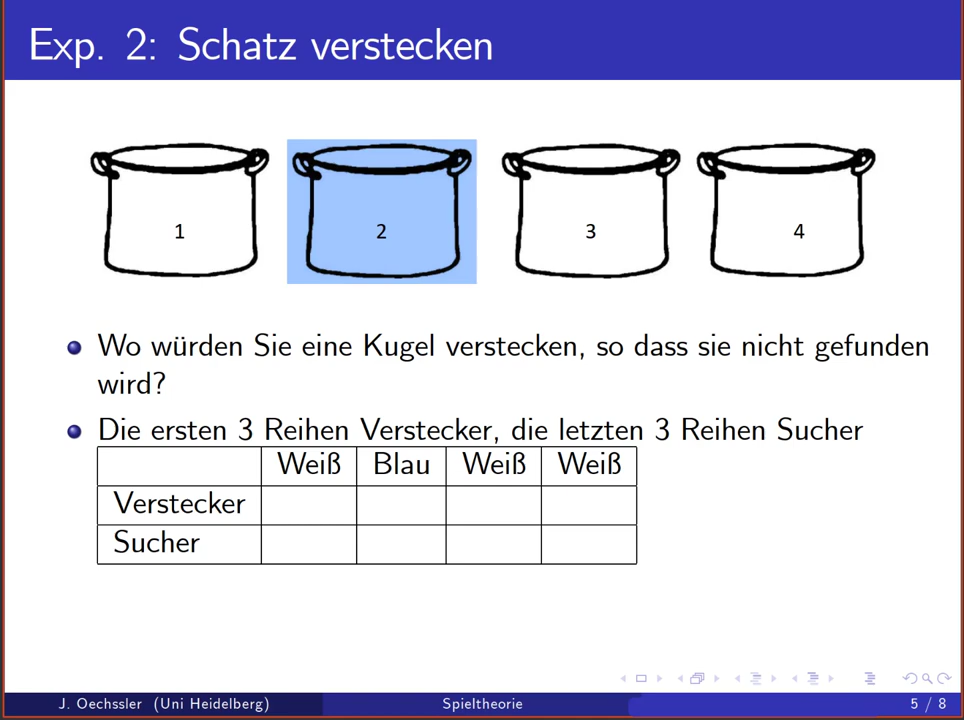 Exp. 2: Schatz verstecken
1 2 3 4
Wo würden Sie eine Kugel verstecken, so dass sie nicht gefunden
wird?
Die ersten 3 Reihen Verstecker, die letzten 3 Reihen Sucher
Weiß Blau Weiß Weiß
Verstecker
Sucher
J. Oechssler (Uni Heidelberg) Spieltheorie 5 / 8